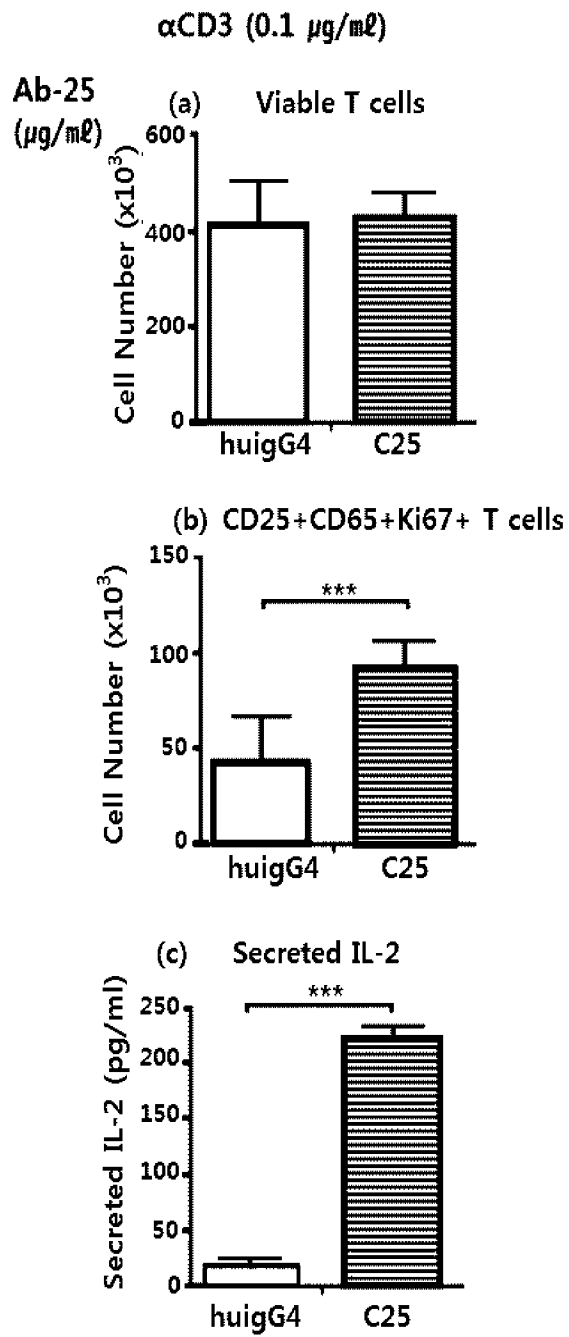 αCD3 (0.1 ㎍/㎖)
Ab-25
(㎍/㎖)
(a) Viable T cells
Cell Number (x10³)
600
400
200
0
huigG4 C25
(b) CD25+CD65+Ki67+ T cells
Cell Number (x10³)
150
100
50
0
***
huigG4 C25
(c) Secreted IL-2
Secreted IL-2 (pg/ml)
250
200
150
100
50
0
***
huigG4 C25